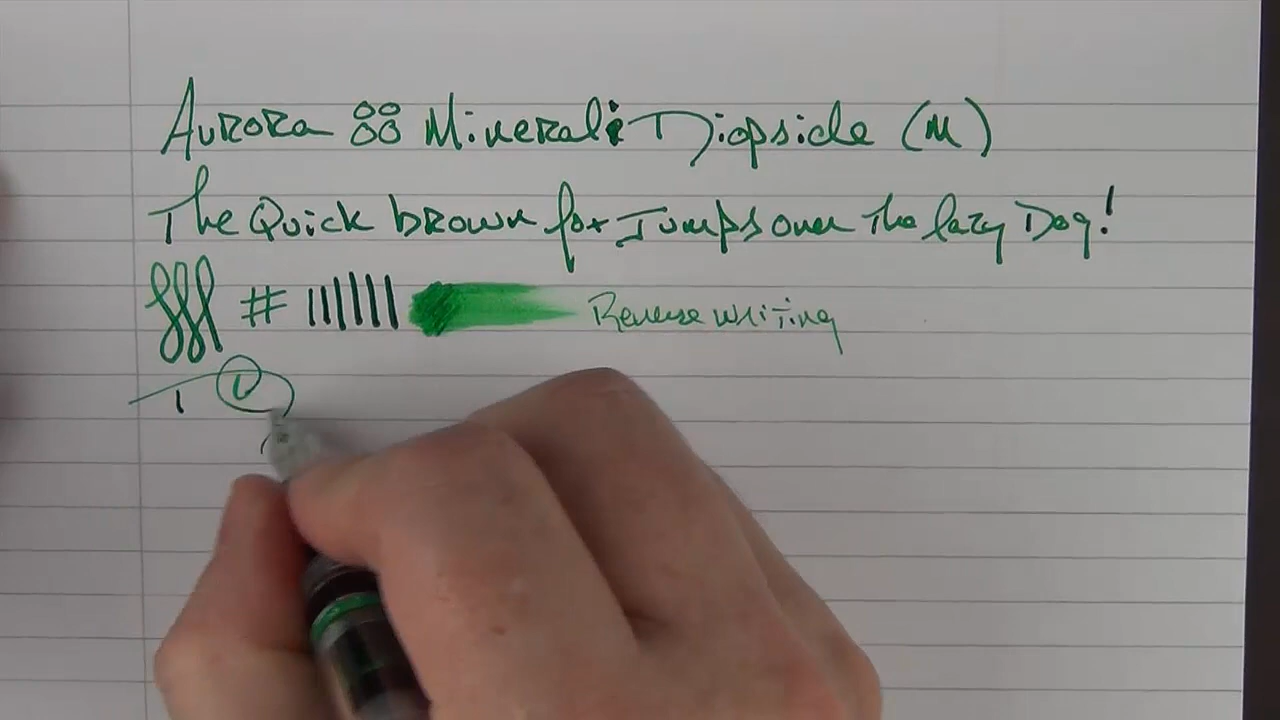 Aurora 88 Minerali Diopside (M)
The Quick brown fox Jumps over The lazy Dog!
# Reverse writing